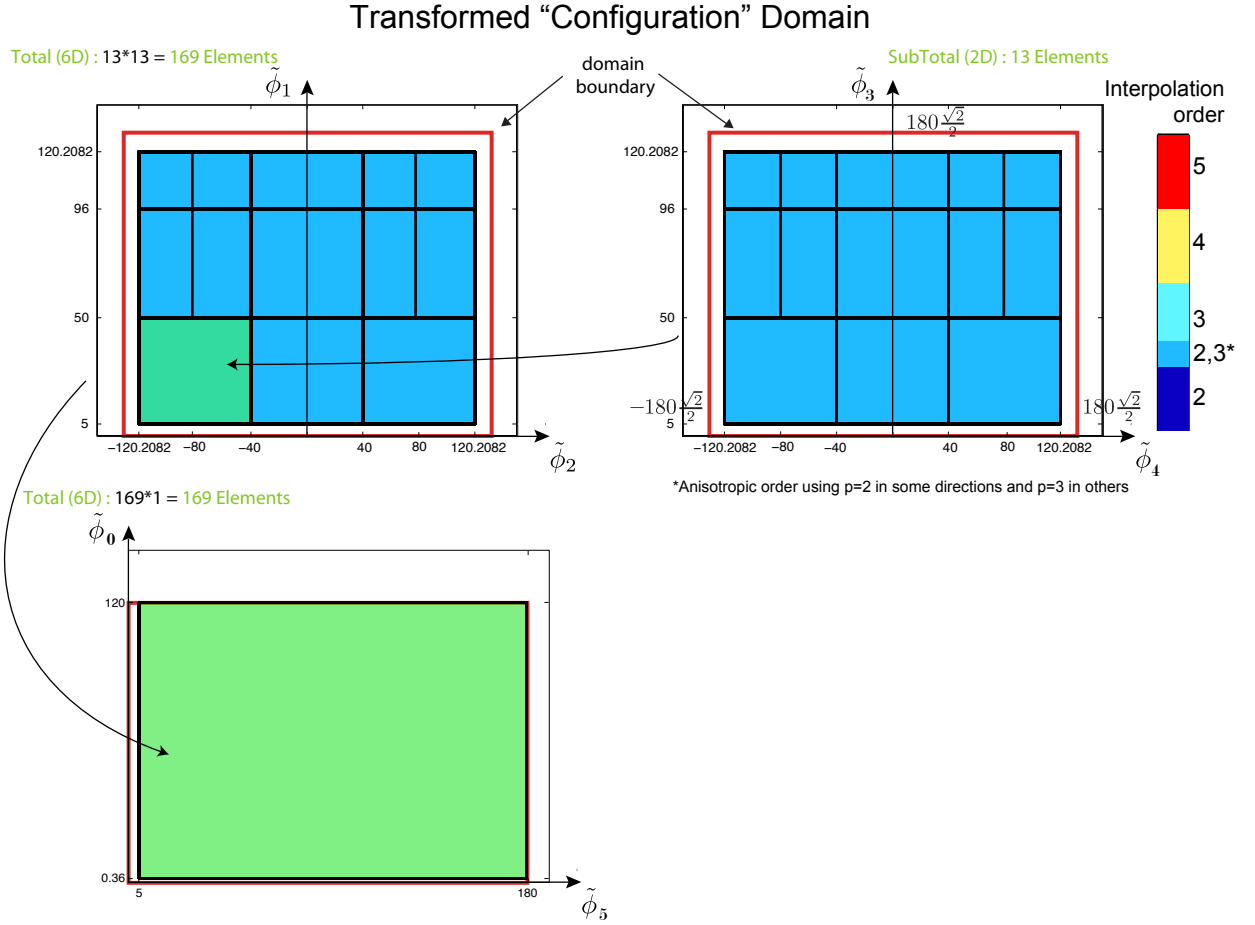 Transformed “Configuration” Domain
Total (6D) : 13*13 = 169 Elements
domain
boundary
SubTotal (2D) : 13 Elements
Interpolation
order
5
4
3
2,3*
2
ϕ̃₁
120.2082
96
50
5
−120.2082 −80 −40 40 80 120.2082
ϕ̃₂
ϕ̃₃
180 √2/2
120.2082
96
50
−180 √2/2
5
180 √2/2
−120.2082 −80 −40 40 80 120.2082
ϕ̃₄
*Anisotropic order using p=2 in some directions and p=3 in others
Total (6D) : 169*1 = 169 Elements
ϕ̃₀
120
0.36
5 180
ϕ̃₅